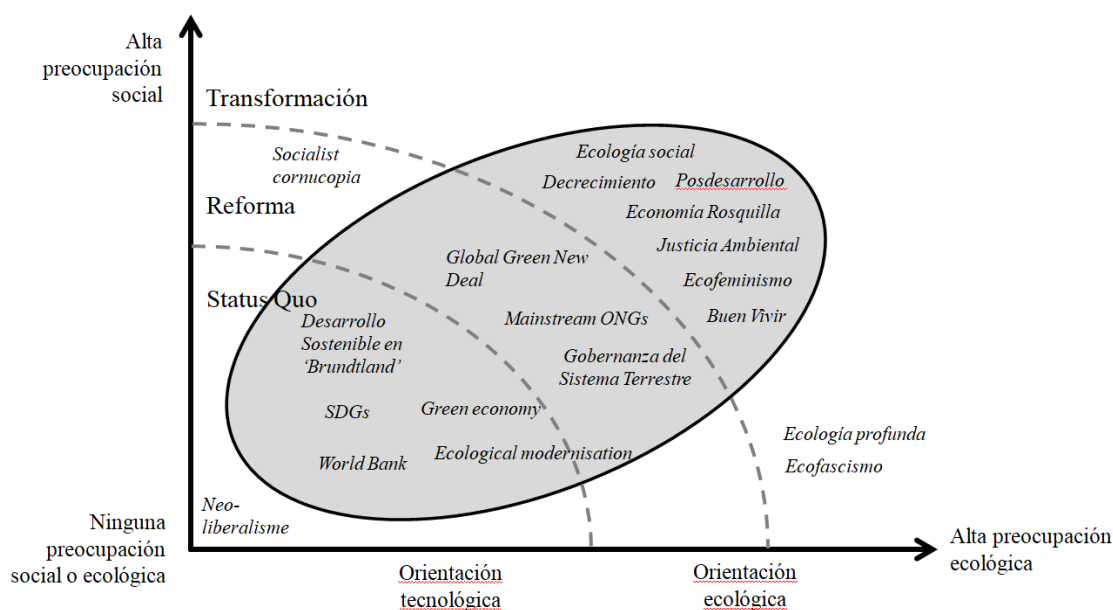 Alta
preocupación
social
Transformación
Socialist
cornucopia
Ecología social
Decrecimiento
Posdesarrollo
Reforma
Economía Rosquilla
Justicia Ambiental
Global Green New
Deal
Ecofeminismo
Status Quo
Desarrollo
Sostenible en
‘Brundtland’
Mainstream ONGs
Buen Vivir
Gobernanza del
Sistema Terrestre
SDGs
Green economy
Ecología profunda
Ecological modernisation
World Bank
Ecofascismo
Neo-
liberalisme
Ninguna
preocupación
social o ecológica
Alta preocupación
ecológica
Orientación
tecnológica
Orientación
ecológica